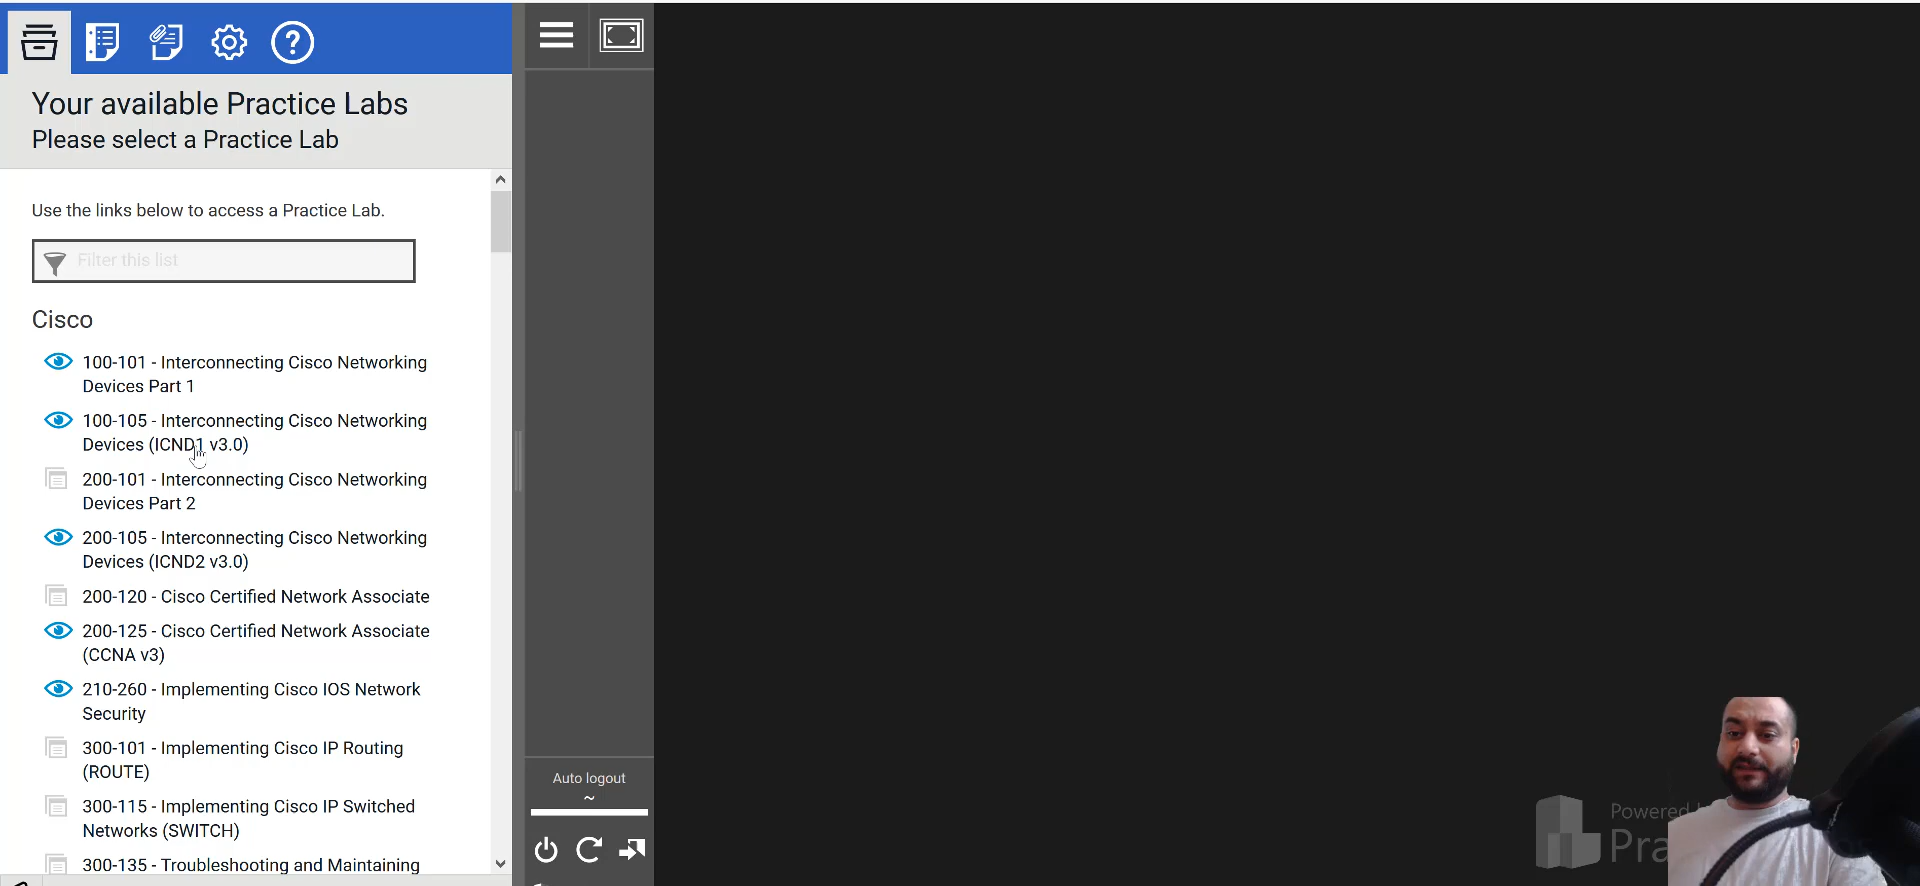 Your available Practice Labs
Please select a Practice Lab
Use the links below to access a Practice Lab.
Filter this list
Cisco
100-101 - Interconnecting Cisco Networking
Devices Part 1
100-105 - Interconnecting Cisco Networking
Devices (ICND1 v3.0)
200-101 - Interconnecting Cisco Networking
Devices Part 2
200-105 - Interconnecting Cisco Networking
Devices (ICND2 v3.0)
200-120 - Cisco Certified Network Associate
200-125 - Cisco Certified Network Associate
(CCNA v3)
210-260 - Implementing Cisco IOS Network
Security
300-101 - Implementing Cisco IP Routing
(ROUTE)
300-115 - Implementing Cisco IP Switched
Networks (SWITCH)
300-135 - Troubleshooting and Maintaining
Auto logout
~
Powered